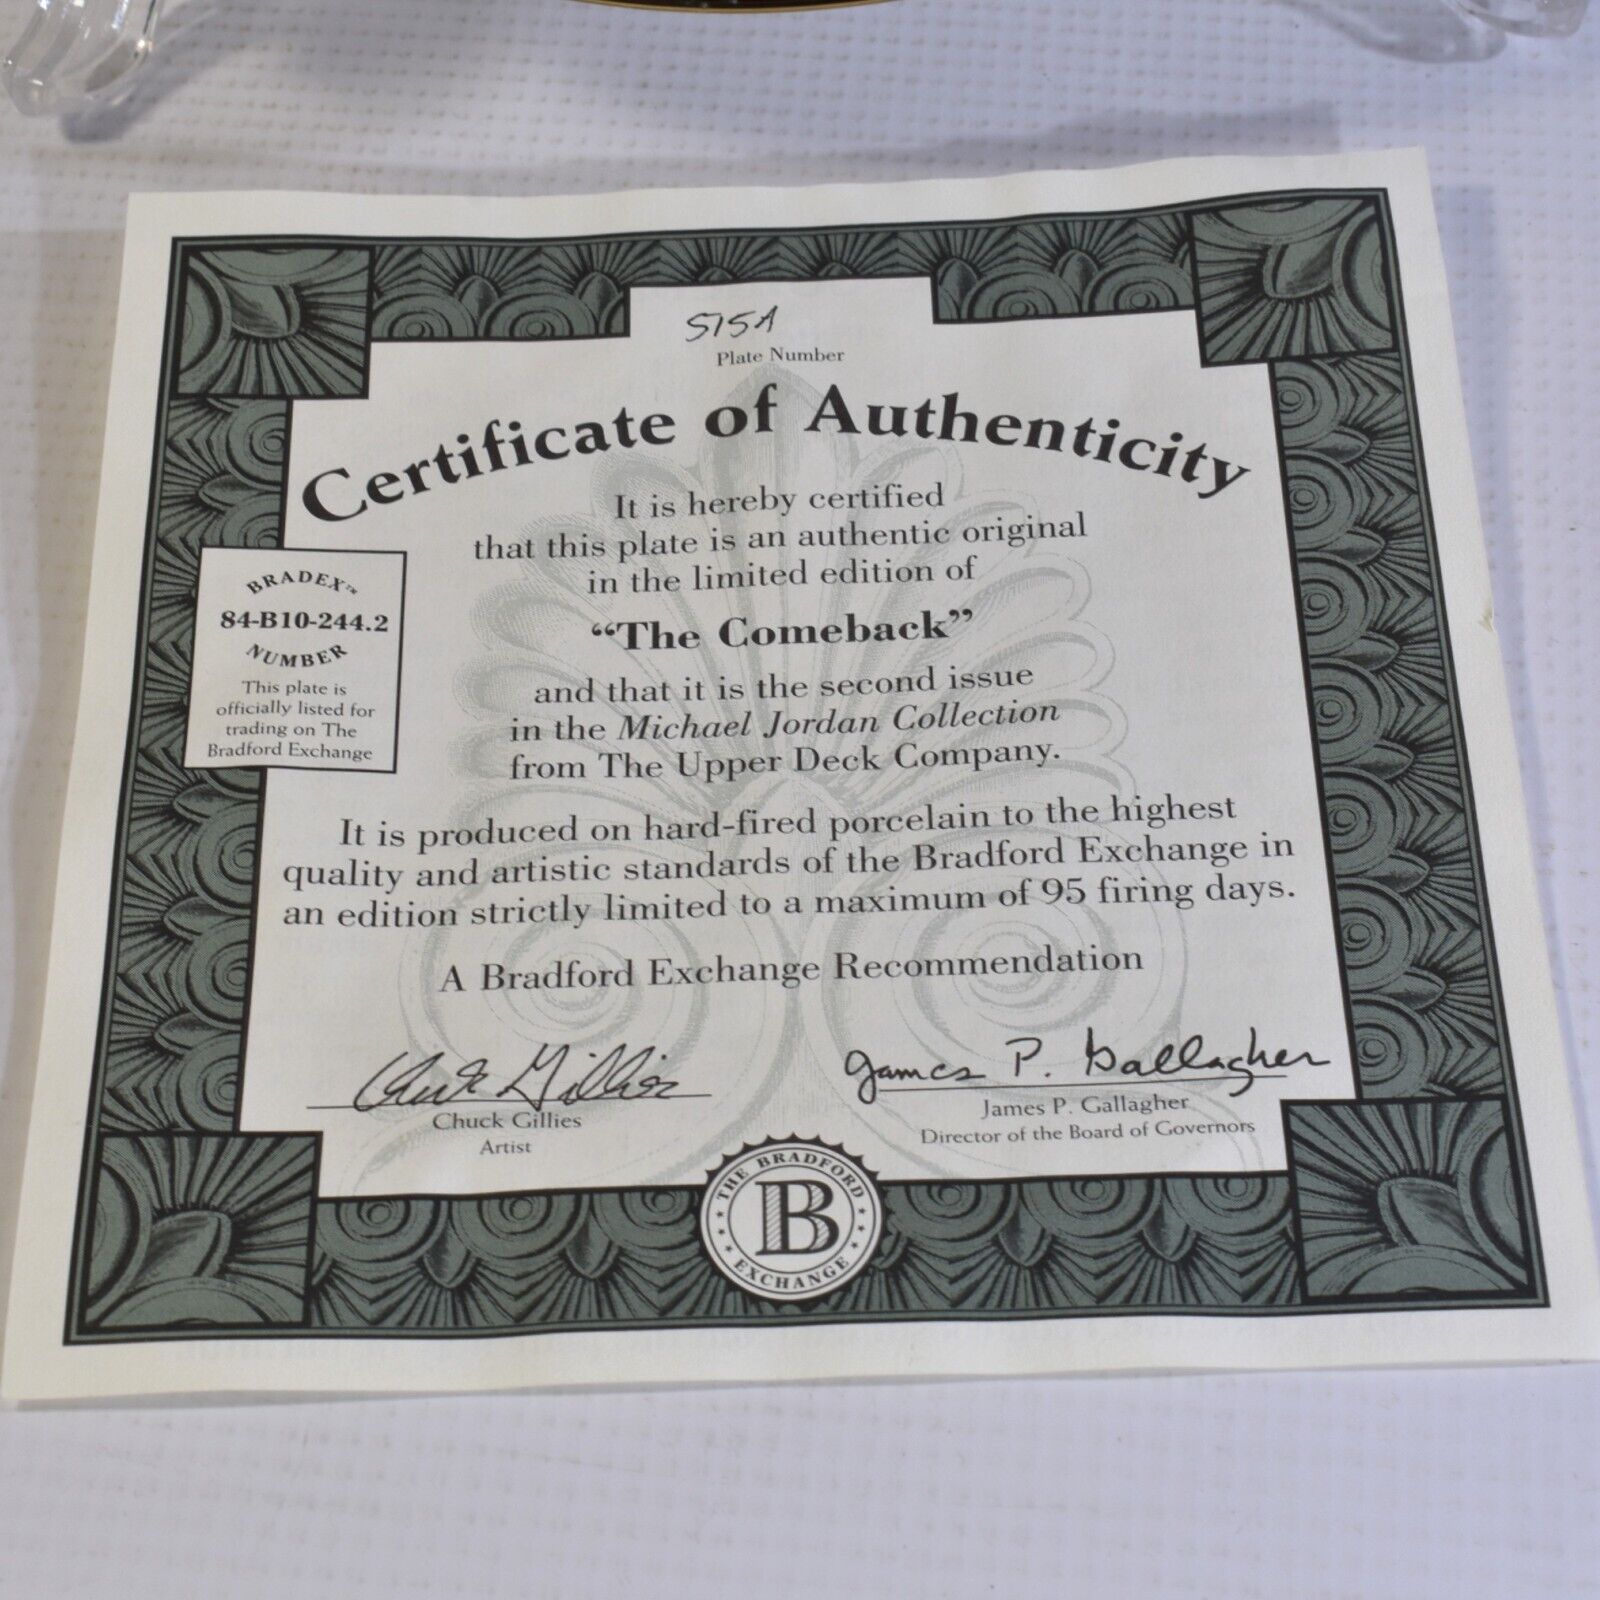 515A
Plate Number
Certificate of Authenticity
It is hereby certified
that this plate is an authentic original
in the limited edition of
“The Comeback”
and that it is the second issue
in the Michael Jordan Collection
from The Upper Deck Company.
BRADEX™
84-B10-244.2
NUMBER
This plate is
officially listed for
trading on The
Bradford Exchange
It is produced on hard-fired porcelain to the highest
quality and artistic standards of the Bradford Exchange in
an edition strictly limited to a maximum of 95 firing days.
A Bradford Exchange Recommendation
Chuck Gillies
Chuck Gillies
Artist
James P. Gallagher
James P. Gallagher
Director of the Board of Governors
THE BRADFORD
B
EXCHANGE